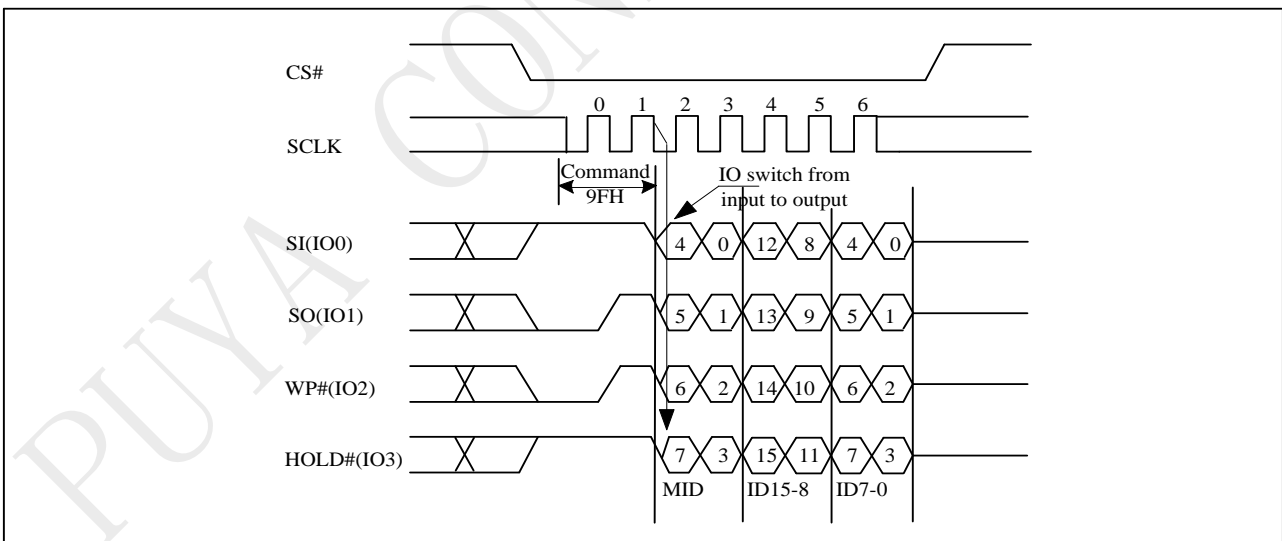 PUYA CON
CS#
0 1 2 3 4 5 6
SCLK
Command
9FH
IO switch from
input to output
SI(IO0) 4 0 12 8 4 0
SO(IO1) 5 1 13 9 5 1
WP#(IO2) 6 2 14 10 6 2
HOLD#(IO3) 7 3 15 11 7 3
MID ID15-8 ID7-0